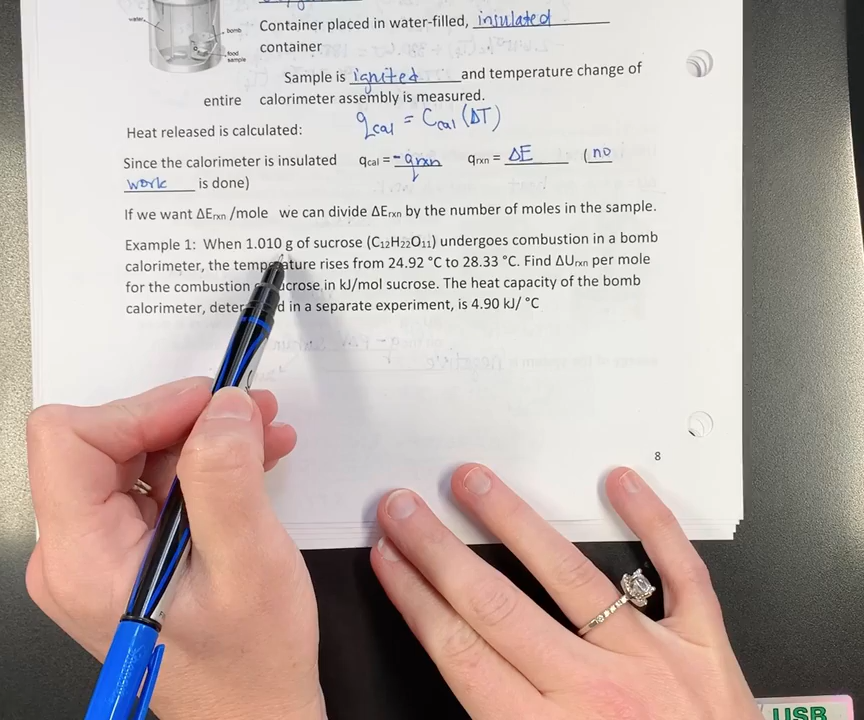 water
bomb
Container placed in water-filled, insulated
food
sample
container
Sample is ignited and temperature change of
entire calorimeter assembly is measured.
Heat released is calculated: qcal = Ccal (ΔT)
Since the calorimeter is insulated qcal = -qrxn qrxn = ΔE (no
work is done)
If we want ΔErxn /mole we can divide ΔErxn by the number of moles in the sample.
Example 1: When 1.010 g of sucrose (C12H22O11) undergoes combustion in a bomb
calorimeter, the temperature rises from 24.92 °C to 28.33 °C. Find ΔUrxn per mole
for the combustion sucrose in kJ/mol sucrose. The heat capacity of the bomb
calorimeter, deter d in a separate experiment, is 4.90 kJ/ °C
8
USB